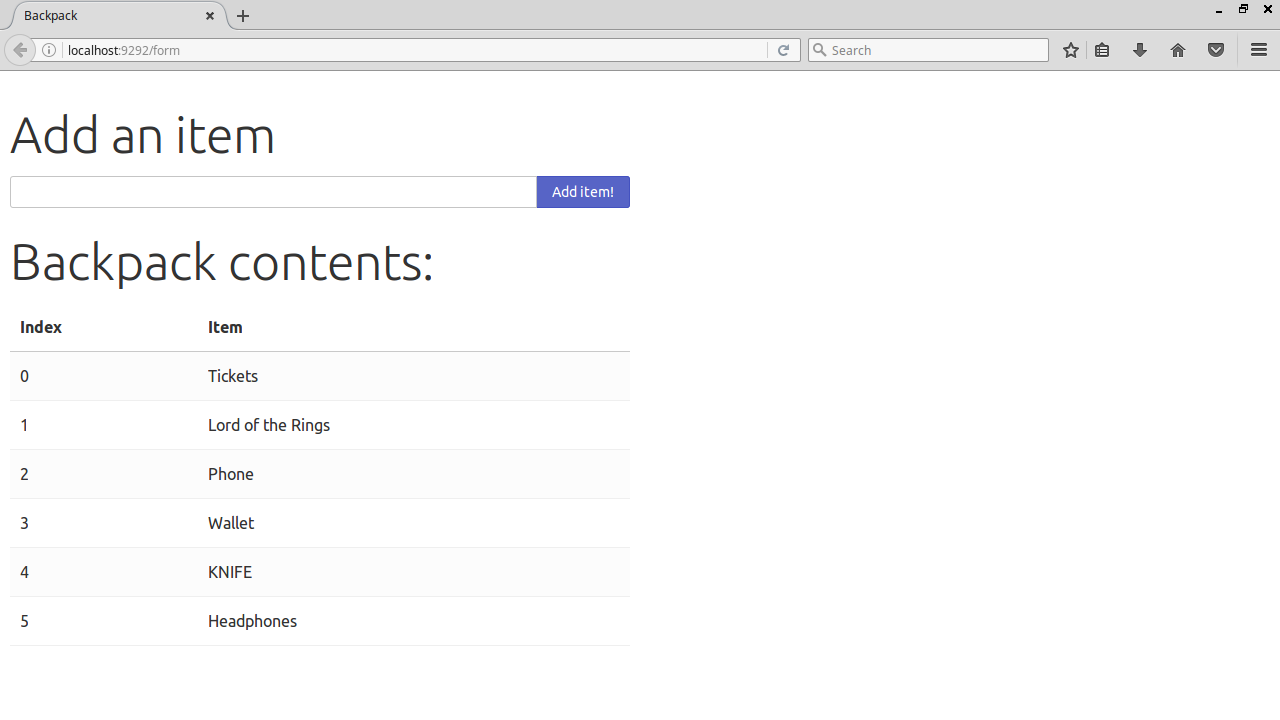 Backpack
localhost:9292/form
Search
Add an item
Add item!
Backpack contents:
Index Item
0 Tickets
1 Lord of the Rings
2 Phone
3 Wallet
4 KNIFE
5 Headphones